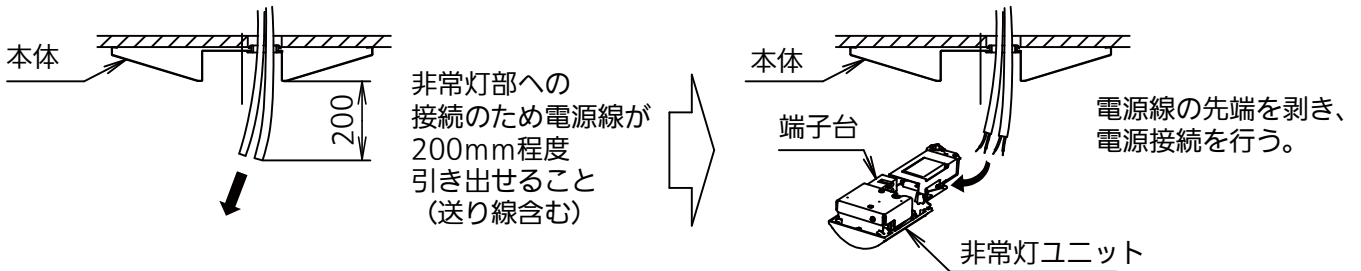 本体
200
非常灯部への
接続のため電源線が
200mm程度
引き出せること
（送り線含む）
本体
端子台
電源線の先端を剥き、
電源接続を行う。
非常灯ユニット